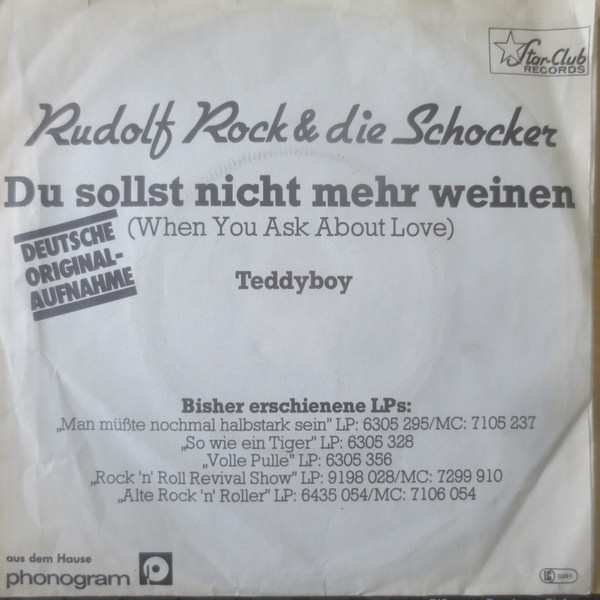 Star-Club
RECORDS
Rudolf Rock & die Schocker
Du sollst nicht mehr weinen
(When You Ask About Love)
DEUTSCHE
ORIGINAL-
AUFNAHME
Teddyboy
Bisher erschienene LPs:
„Man müßte nochmal halbstark sein" LP: 6305 295/MC: 7105 237
„So wie ein Tiger" LP: 6305 328
„Volle Pulle" LP: 6305 356
„Rock 'n' Roll Revival Show" LP: 9198 028/MC: 7299 910
„Alte Rock 'n' Roller" LP: 6435 054/MC: 7106 054
aus dem Hause
phonogram
LC